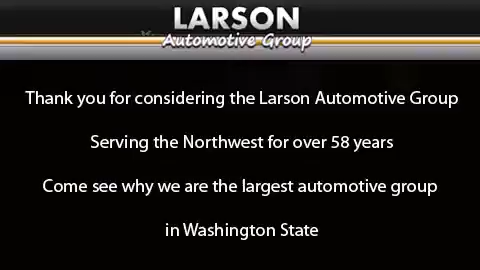 LARSON
Automotive Group
Thank you for considering the Larson Automotive Group
Serving the Northwest for over 58 years
Come see why we are the largest automotive group
in Washington State